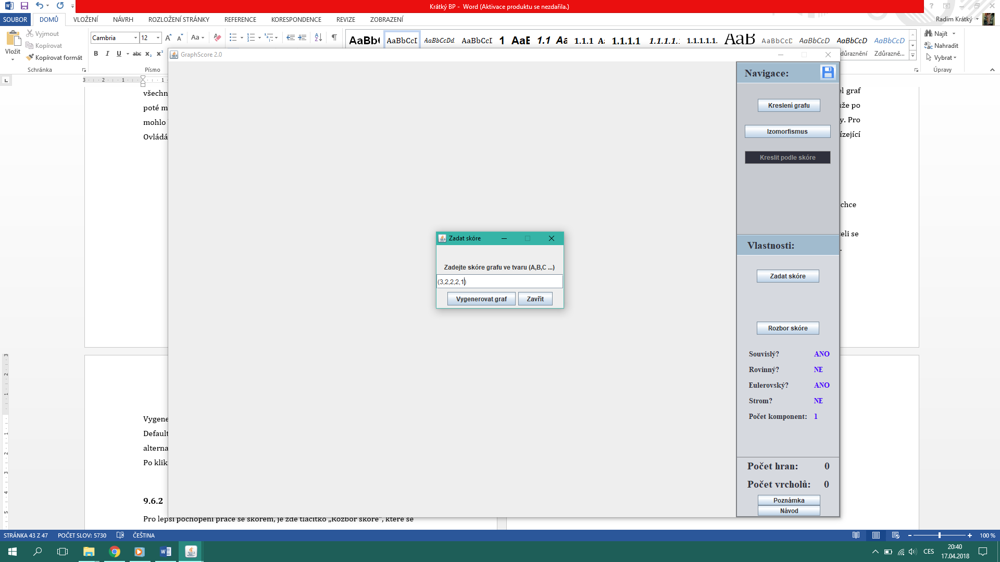 Krátký BP - Word (Aktivace produktu se nezdařila.)
SOUBOR DOMŮ VLOŽENÍ NÁVRH ROZLOŽENÍ STRÁNKY REFERENCE KORESPONDENCE REVIZE ZOBRAZENÍ
Radim Krátký
Vložit
Vyjmout
Kopírovat
Kopírovat formát
Schránka
Cambria 12
Písmo
AaBb( AaBbCcI AaBbCcDd. AaBbCcI 1 AaE 1.1 Aa 1.1.1 Aa 1.1.1.1 1.1.1.1. 1.1.1.1.1. AaB AaBbCcD AaBbCcD AaBbCcD AaBbCcD
důraznění Zdůrazně...
Najít
Nahradit
Vybrat
Úpravy
GraphScore 2.0
všechn
poté m
mohlo
Ovládá
el graf
uže po
y. Pro
ízející
chce
eli se
Navigace:
Kreslení grafu
Izomorfismus
Kreslit podle skóre
Zadat skóre
Zadejte skóre grafu ve tvaru (A,B,C ...)
(3,2,2,2,1)
Vygenerovat graf Zavřít
Vlastnosti:
Zadat skóre
Rozbor skóre
Souvislý? ANO
Rovinný? NE
Eulerovský? ANO
Strom? NE
Počet komponent: 1
Počet hran: 0
Počet vrcholů: 0
Poznámka
Návod
Vygene
Default
alterna
Po klik
9.6.2
Pro lepší pochopení práce se skórem, je zde tlačítko „Rozbor skóre“, které se
STRÁNKA 43 Z 47 POČET SLOV: 5730 ČEŠTINA
100 %
CES
20:40
17.04.2018